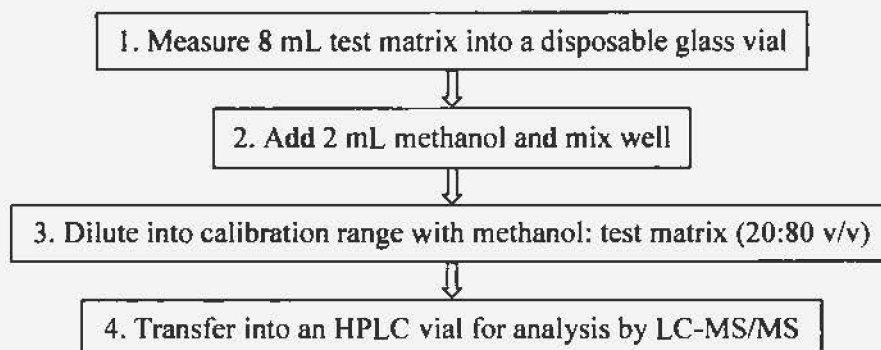 1. Measure 8 mL test matrix into a disposable glass vial
2. Add 2 mL methanol and mix well
3. Dilute into calibration range with methanol: test matrix (20:80 v/v)
4. Transfer into an HPLC vial for analysis by LC-MS/MS